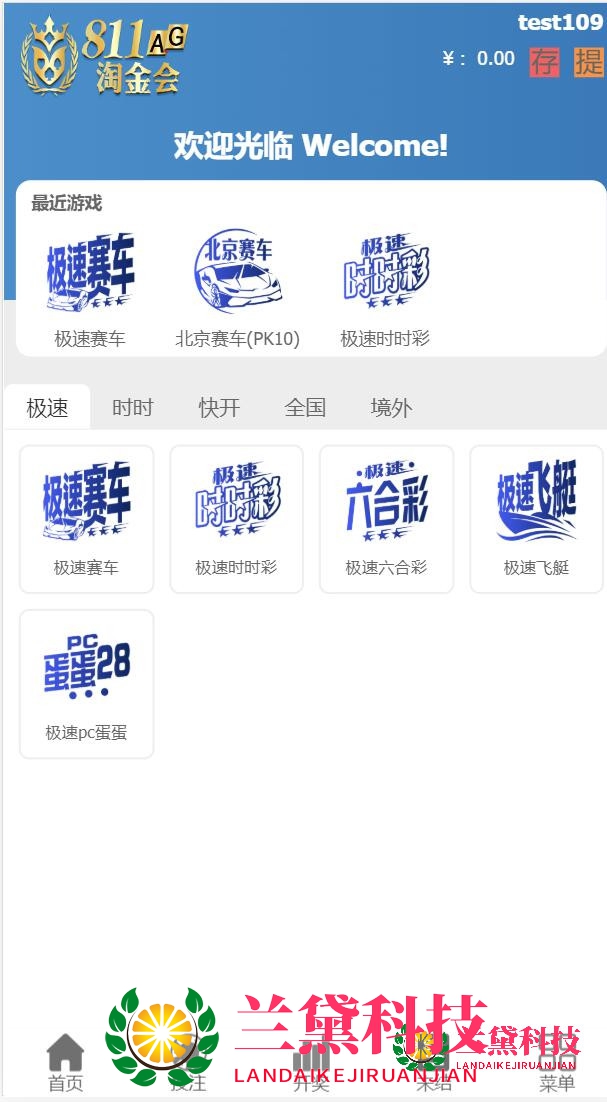 811AG
淘金会
test109
¥： 0.00 存 提
欢迎光临 Welcome!
最近游戏
极速赛车
北京赛车
极速时时彩
极速赛车
北京赛车(PK10)
极速时时彩
极速 时时 快开 全国 境外
极速赛车
极速时时彩
极速六合彩
极速飞艇
极速赛车
极速时时彩
极速六合彩
极速飞艇
PC
蛋蛋28
极速pc蛋蛋
兰黛科技
LANDAIKEJIRUANJIAN
兰黛科技
LANDAIKEJIRUANJIAN
首页 投注 开奖 未结 菜单